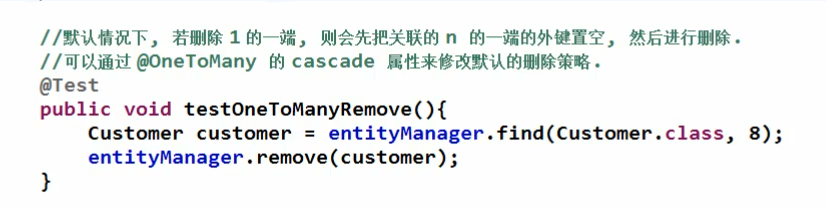 //默认情况下, 若删除 1 的一端, 则会先把关联的 n 的一端的外键置空, 然后进行删除.
//可以通过 @OneToMany 的 cascade 属性来修改默认的删除策略.
@Test
public void testOneToManyRemove(){
    Customer customer = entityManager.find(Customer.class, 8);
    entityManager.remove(customer);
}